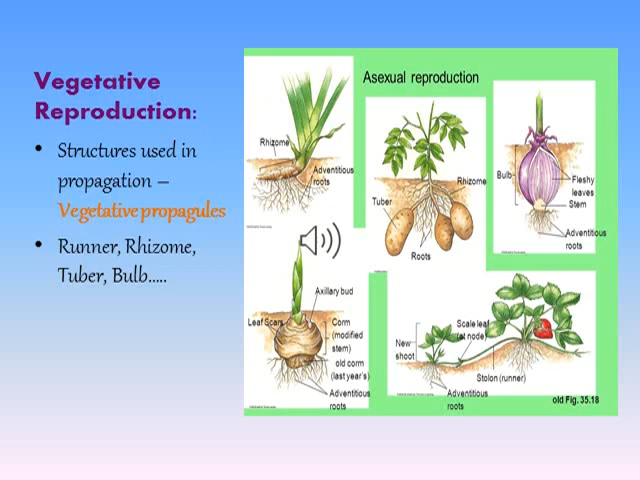 Vegetative
Reproduction:
• Structures used in
propagation –
Vegetative propagules
• Runner, Rhizome,
Tuber, Bulb.....
Asexual reproduction
Rhizome
Adventitious
roots
Tuber
Rhizome
Roots
Bulb
Fleshy
leaves
Stem
Adventitious
roots
Axillary bud
Leaf Scars
Corm
(modified
stem)
old corm
(last year's)
Adventitious
roots
Scale leaf
(at node)
New
shoot
Stolon (runner)
Adventitious
roots
old Fig. 35.18